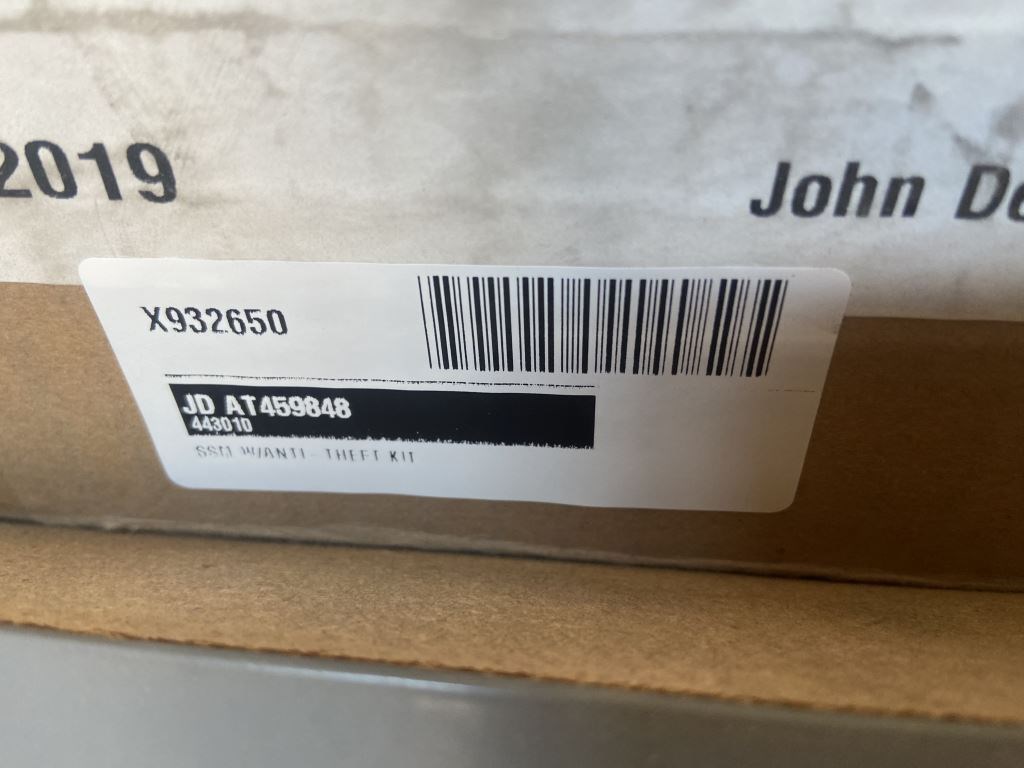 2019
John De
X932650
JD AT459848
443010
SSM W/ANTI - THEFT KIT